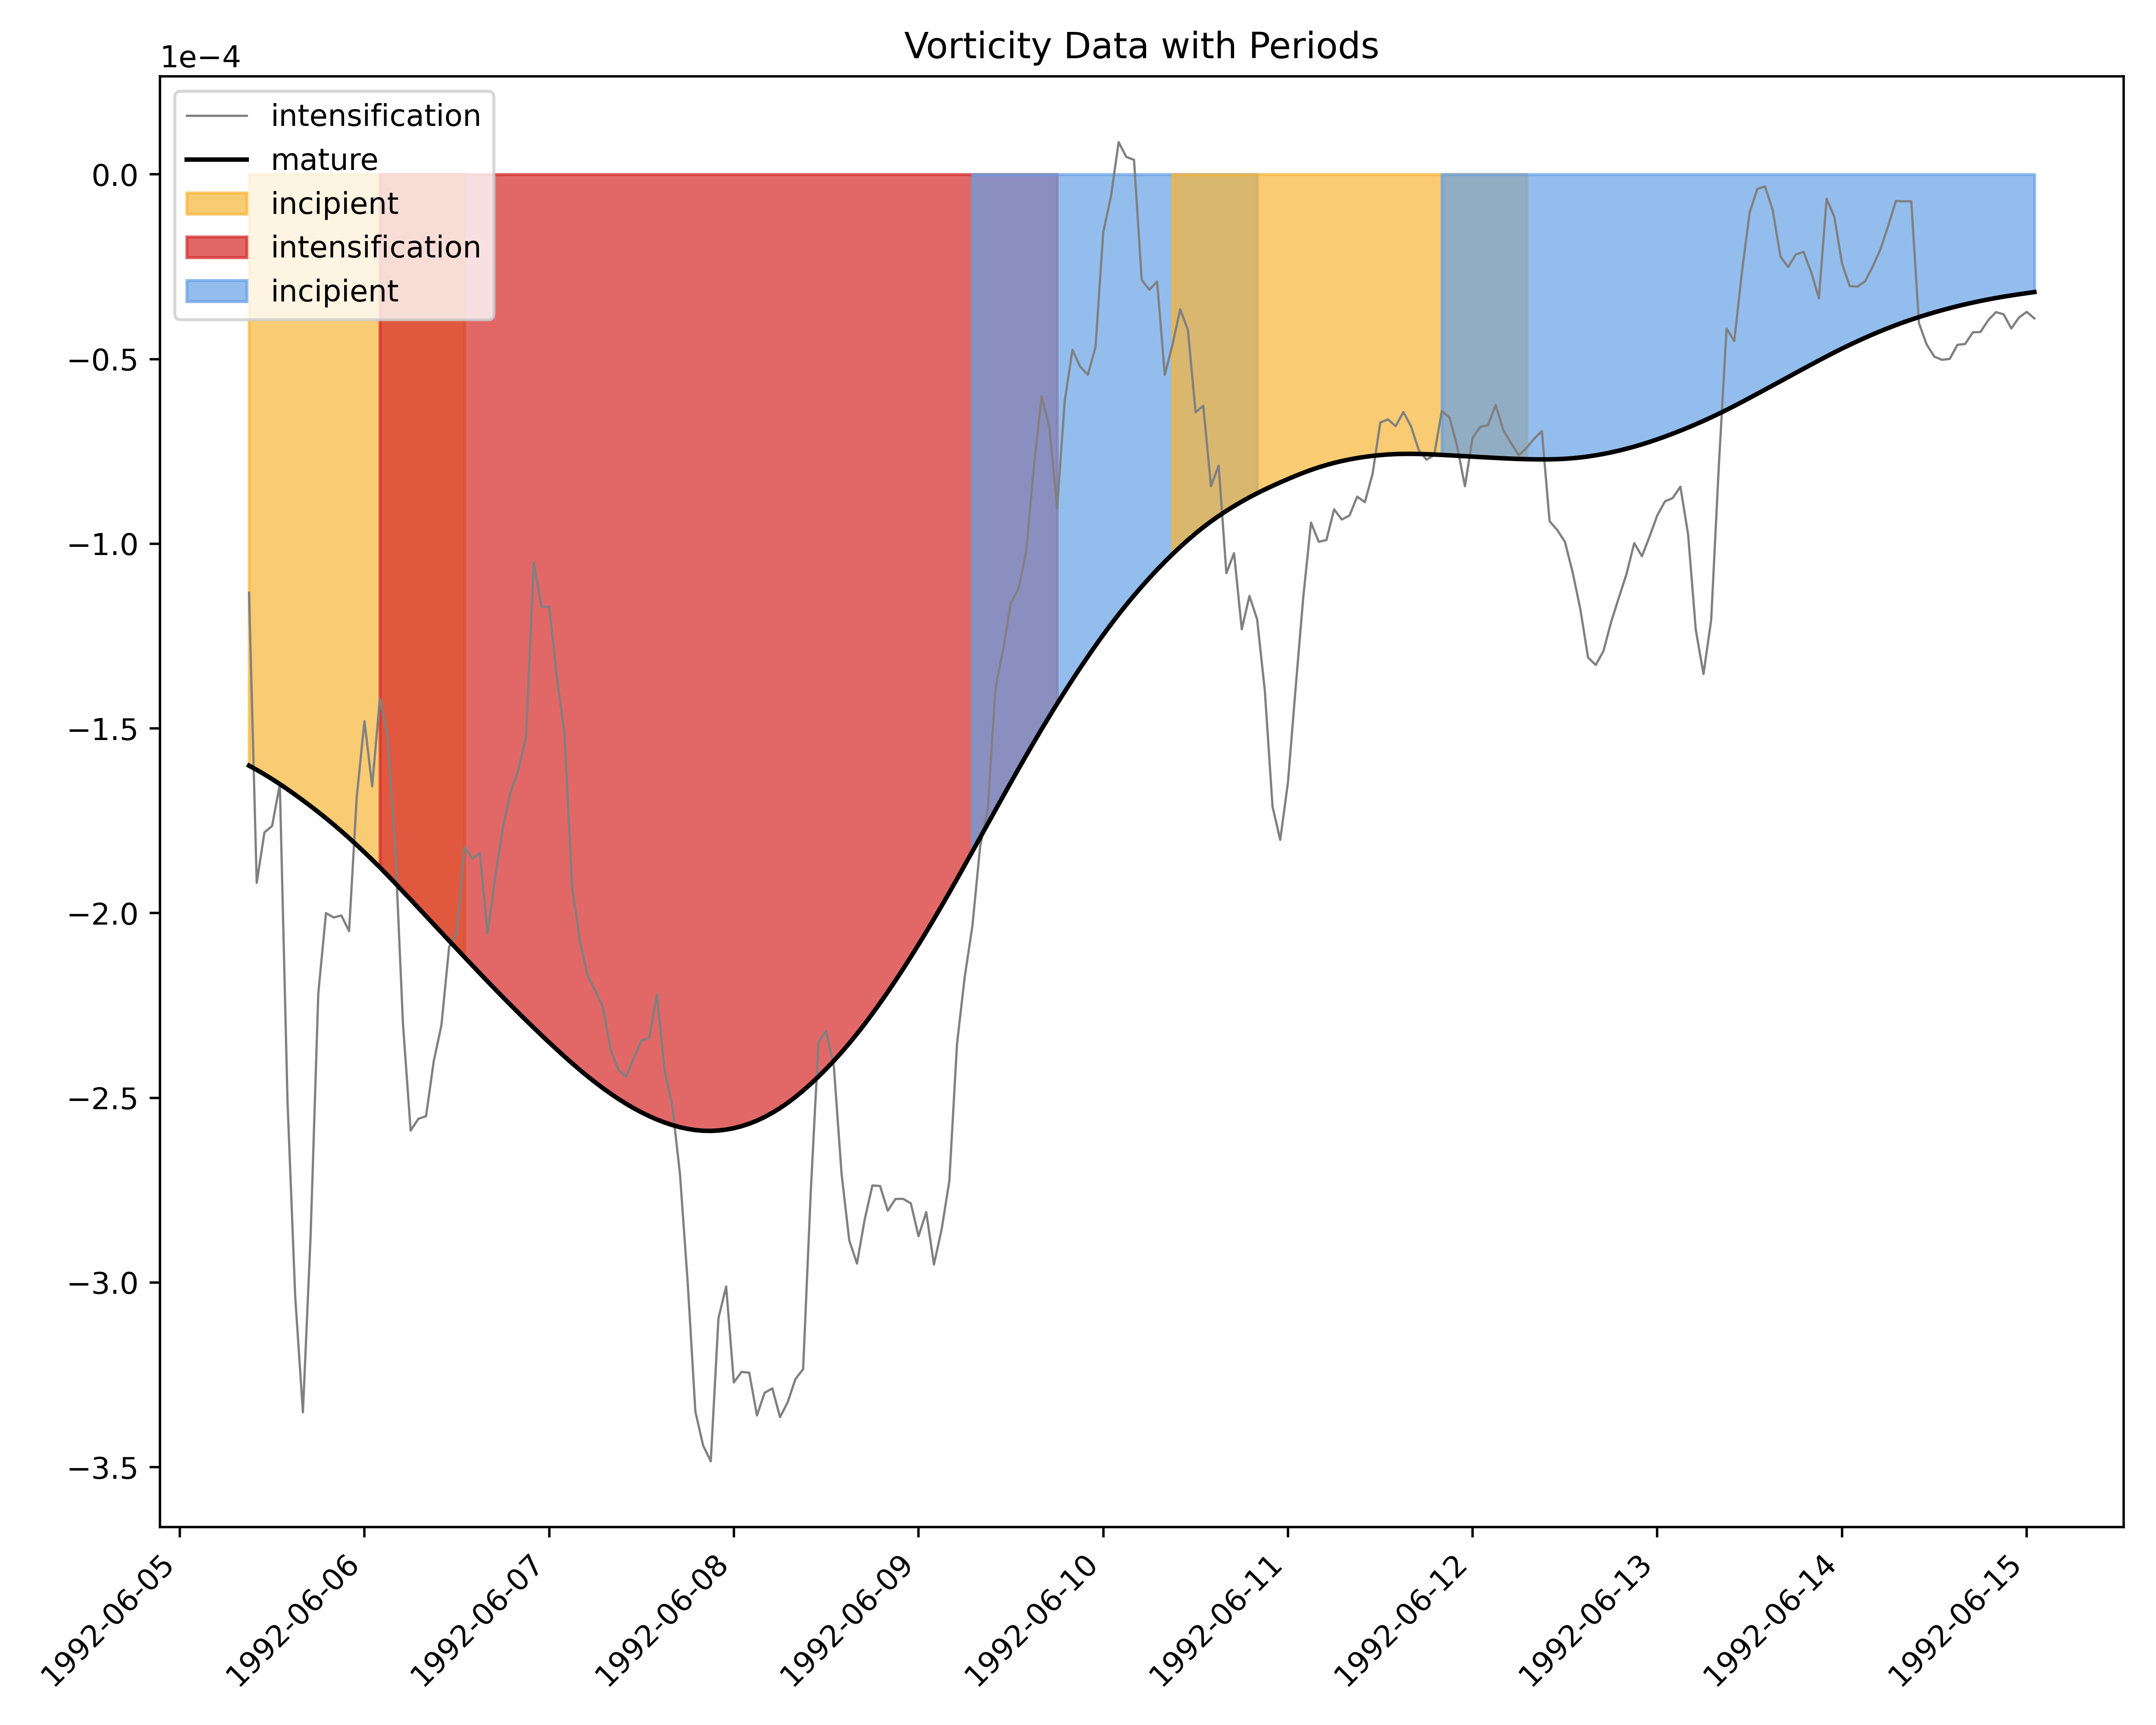 Vorticity Data with Periods
1e−4
intensification
mature
incipient
intensification
incipient
0.0
−0.5
−1.0
−1.5
−2.0
−2.5
−3.0
−3.5
1992-06-05
1992-06-06
1992-06-07
1992-06-08
1992-06-09
1992-06-10
1992-06-11
1992-06-12
1992-06-13
1992-06-14
1992-06-15